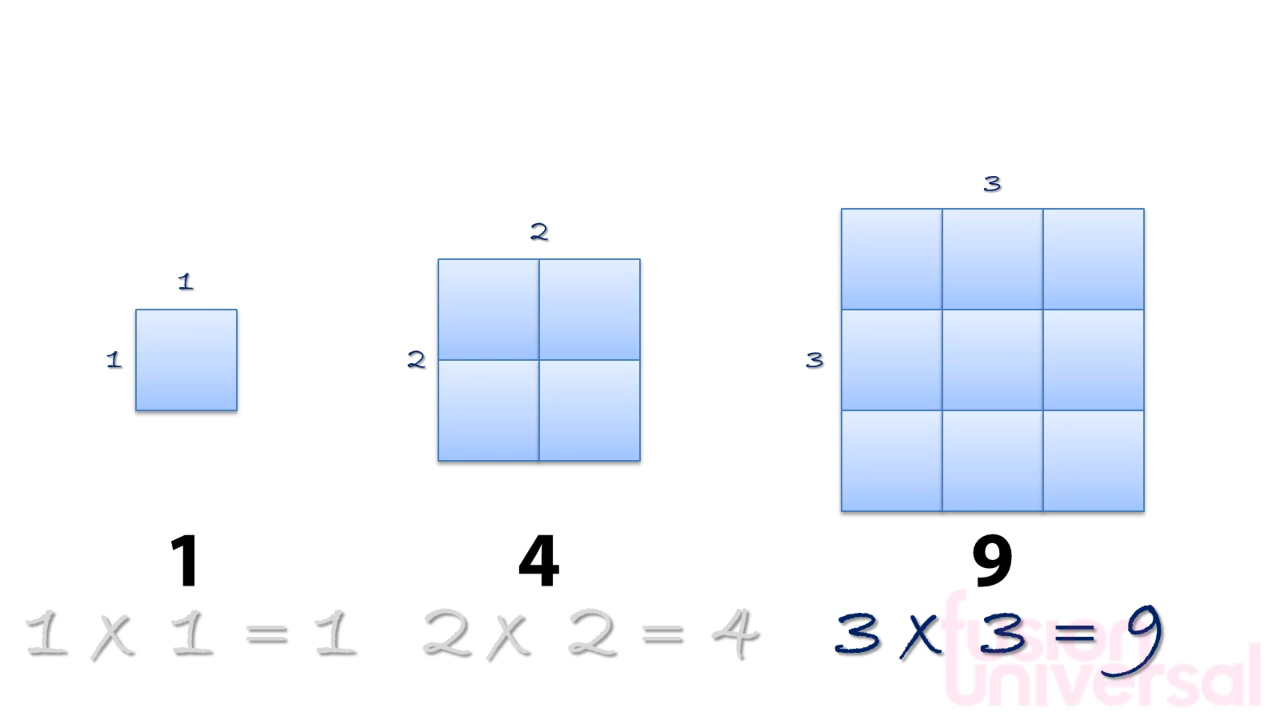 3
2
1
1
2
3
1 4 9
1 x 1 = 1 2 x 2 = 4 3 x 3 = 9
fusion
universal